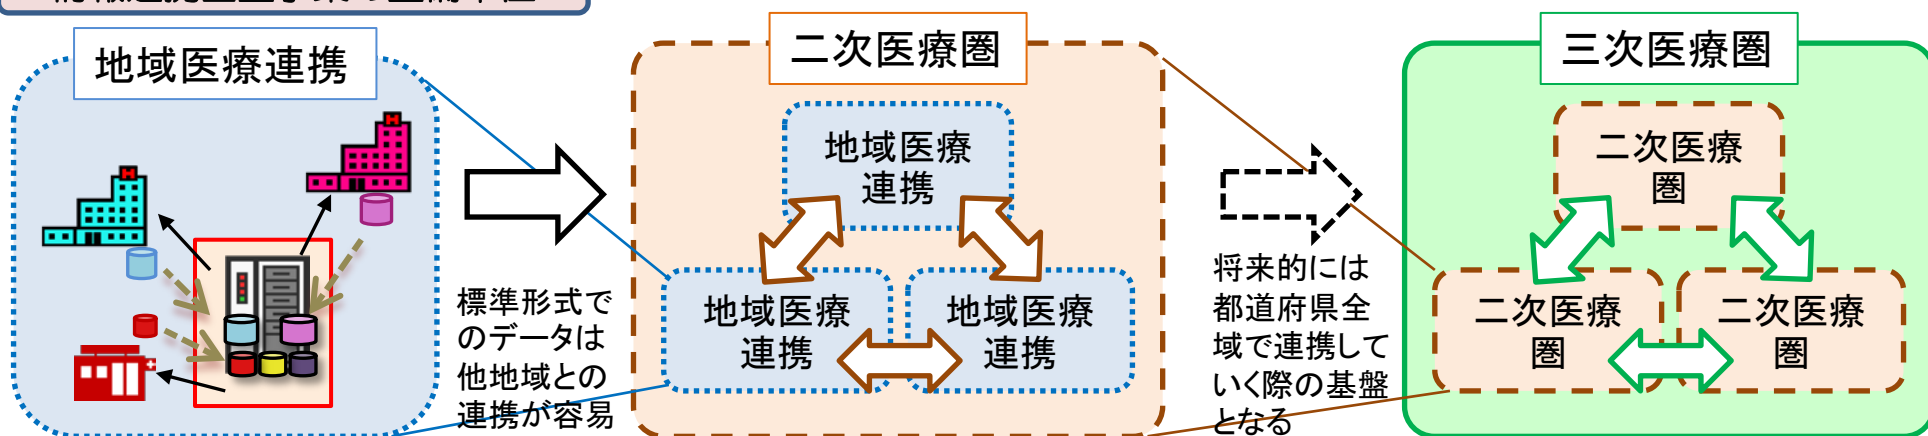 地域医療連携
標準形式で
のデータは
他地域との
連携が容易
二次医療圏
地域医療
連携
地域医療
連携
地域医療
連携
将来的には
都道府県全
域で連携して
いく際の基盤
となる
三次医療圏
二次医療
圏
二次医療
圏
二次医療
圏